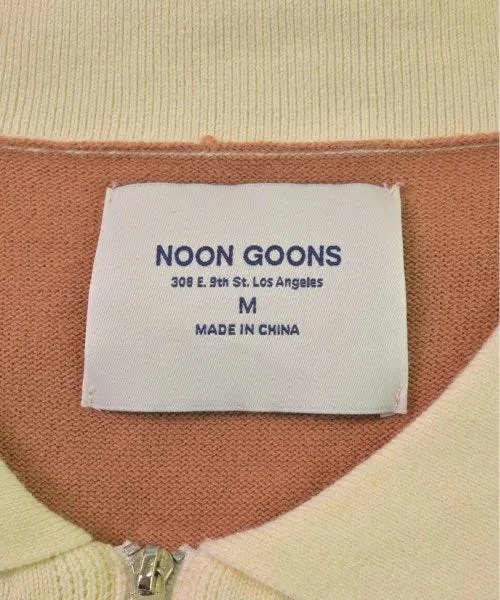 NOON GOONS
308 E. 9th St. Los Angeles
M
MADE IN CHINA